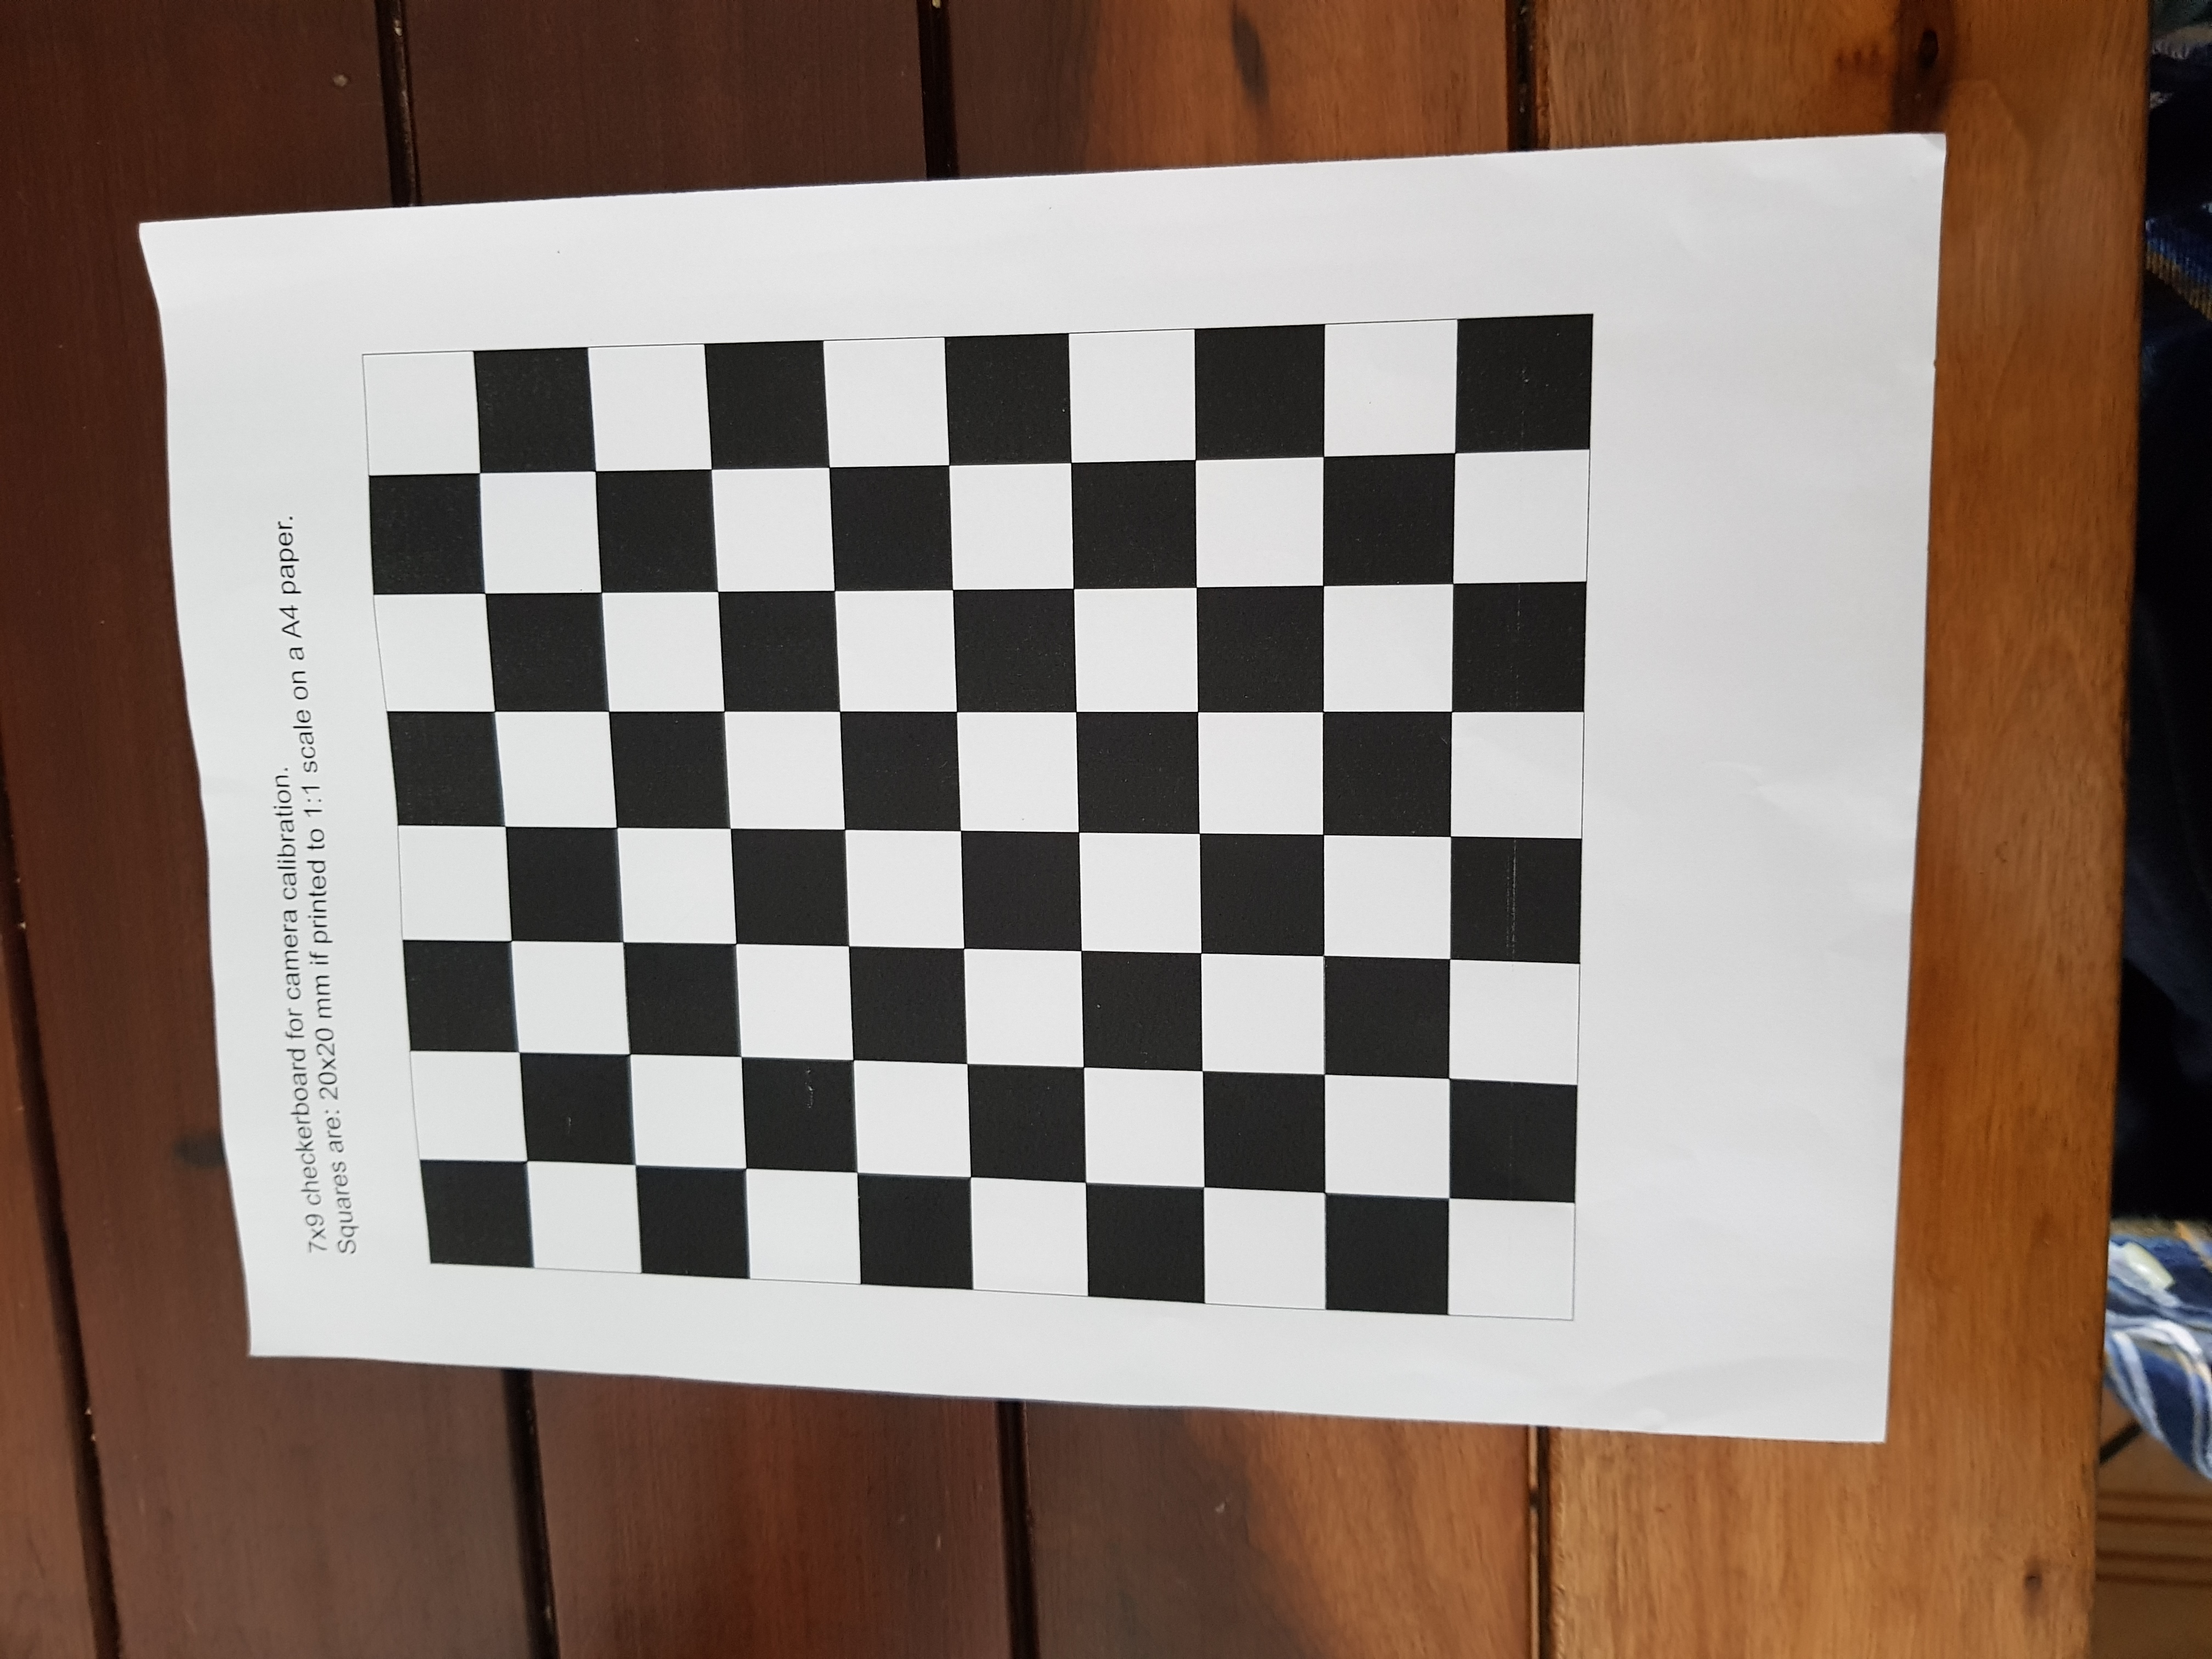 7x9 checkerboard for camera calibration.
Squares are: 20x20 mm if printed to 1:1 scale on a A4 paper.